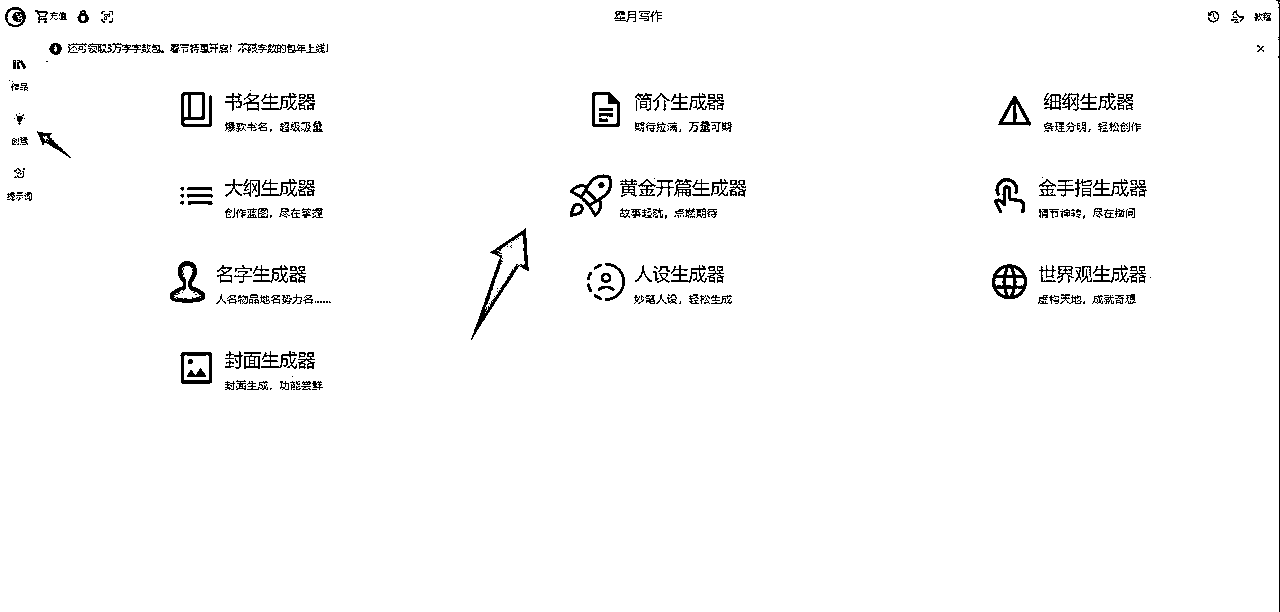 充值
星月写作
教程
还可领取3万字字数包。春节特惠开启！不限字数的包年上线！
作品
创建
提示词
书名生成器
爆款书名，超级吸量
简介生成器
期待拉满，万量可期
细纲生成器
条理分明，轻松创作
大纲生成器
创作蓝图，尽在掌握
黄金开篇生成器
故事起航，点燃期待
金手指生成器
情节神转，尽在指间
名字生成器
人名物品地名势力名......
人设生成器
妙笔人设，轻松生成
世界观生成器
虚构天地，成就奇想
封面生成器
封面生成，功能尝鲜